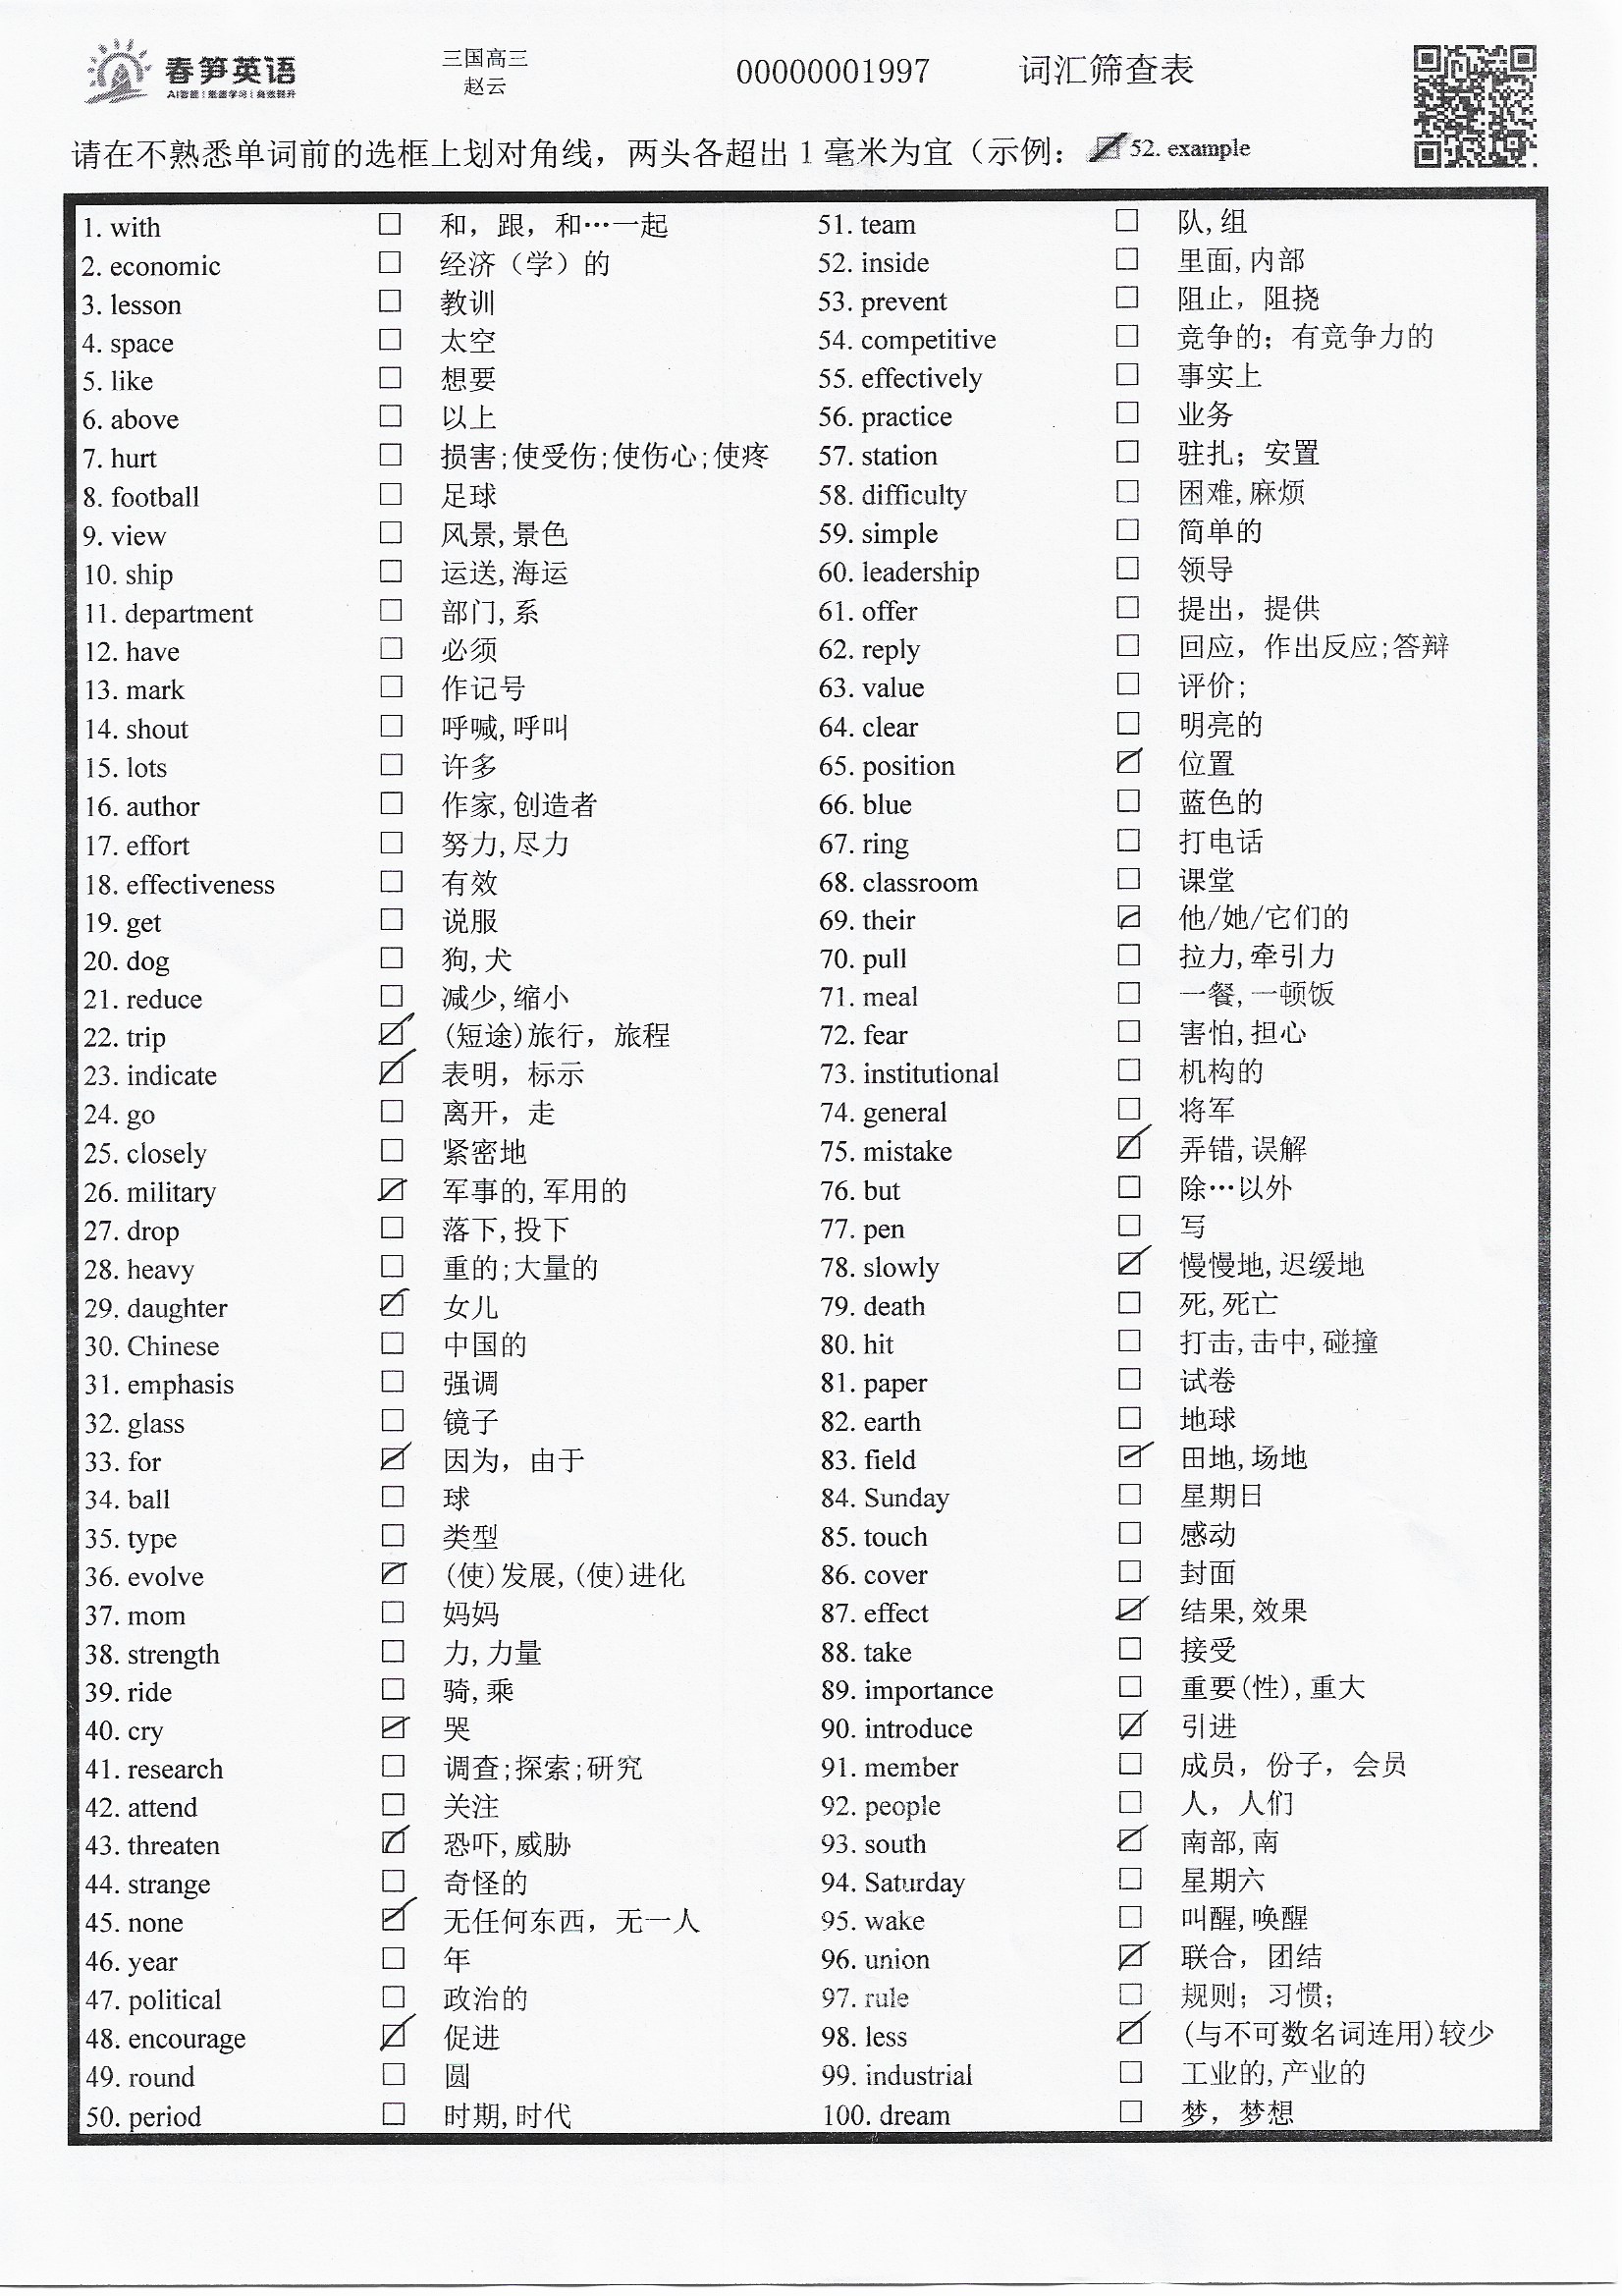 春笋英语
三国高三
赵云
00000001997
词汇筛查表
请在不熟悉单词前的选框上划对角线，两头各超出 1 毫米为宜（示例： 52. example
1. with 和，跟，和…一起
2. economic 经济（学）的
3. lesson 教训
4. space 太空
5. like 想要
6. above 以上
7. hurt 损害;使受伤;使伤心;使疼
8. football 足球
9. view 风景,景色
10. ship 运送,海运
11. department 部门,系
12. have 必须
13. mark 作记号
14. shout 呼喊,呼叫
15. lots 许多
16. author 作家,创造者
17. effort 努力,尽力
18. effectiveness 有效
19. get 说服
20. dog 狗,犬
21. reduce 减少,缩小
22. trip (短途)旅行，旅程
23. indicate 表明，标示
24. go 离开，走
25. closely 紧密地
26. military 军事的,军用的
27. drop 落下,投下
28. heavy 重的;大量的
29. daughter 女儿
30. Chinese 中国的
31. emphasis 强调
32. glass 镜子
33. for 因为，由于
34. ball 球
35. type 类型
36. evolve (使)发展,(使)进化
37. mom 妈妈
38. strength 力,力量
39. ride 骑,乘
40. cry 哭
41. research 调查;探索;研究
42. attend 关注
43. threaten 恐吓,威胁
44. strange 奇怪的
45. none 无任何东西，无一人
46. year 年
47. political 政治的
48. encourage 促进
49. round 圆
50. period 时期,时代
51. team 队,组
52. inside 里面,内部
53. prevent 阻止，阻挠
54. competitive 竞争的；有竞争力的
55. effectively 事实上
56. practice 业务
57. station 驻扎；安置
58. difficulty 困难,麻烦
59. simple 简单的
60. leadership 领导
61. offer 提出，提供
62. reply 回应，作出反应;答辩
63. value 评价;
64. clear 明亮的
65. position 位置
66. blue 蓝色的
67. ring 打电话
68. classroom 课堂
69. their 他/她/它们的
70. pull 拉力,牵引力
71. meal 一餐,一顿饭
72. fear 害怕,担心
73. institutional 机构的
74. general 将军
75. mistake 弄错,误解
76. but 除…以外
77. pen 写
78. slowly 慢慢地,迟缓地
79. death 死,死亡
80. hit 打击,击中,碰撞
81. paper 试卷
82. earth 地球
83. field 田地,场地
84. Sunday 星期日
85. touch 感动
86. cover 封面
87. effect 结果,效果
88. take 接受
89. importance 重要(性),重大
90. introduce 引进
91. member 成员，份子，会员
92. people 人，人们
93. south 南部,南
94. Saturday 星期六
95. wake 叫醒,唤醒
96. union 联合，团结
97. rule 规则；习惯；
98. less (与不可数名词连用)较少
99. industrial 工业的,产业的
100. dream 梦，梦想